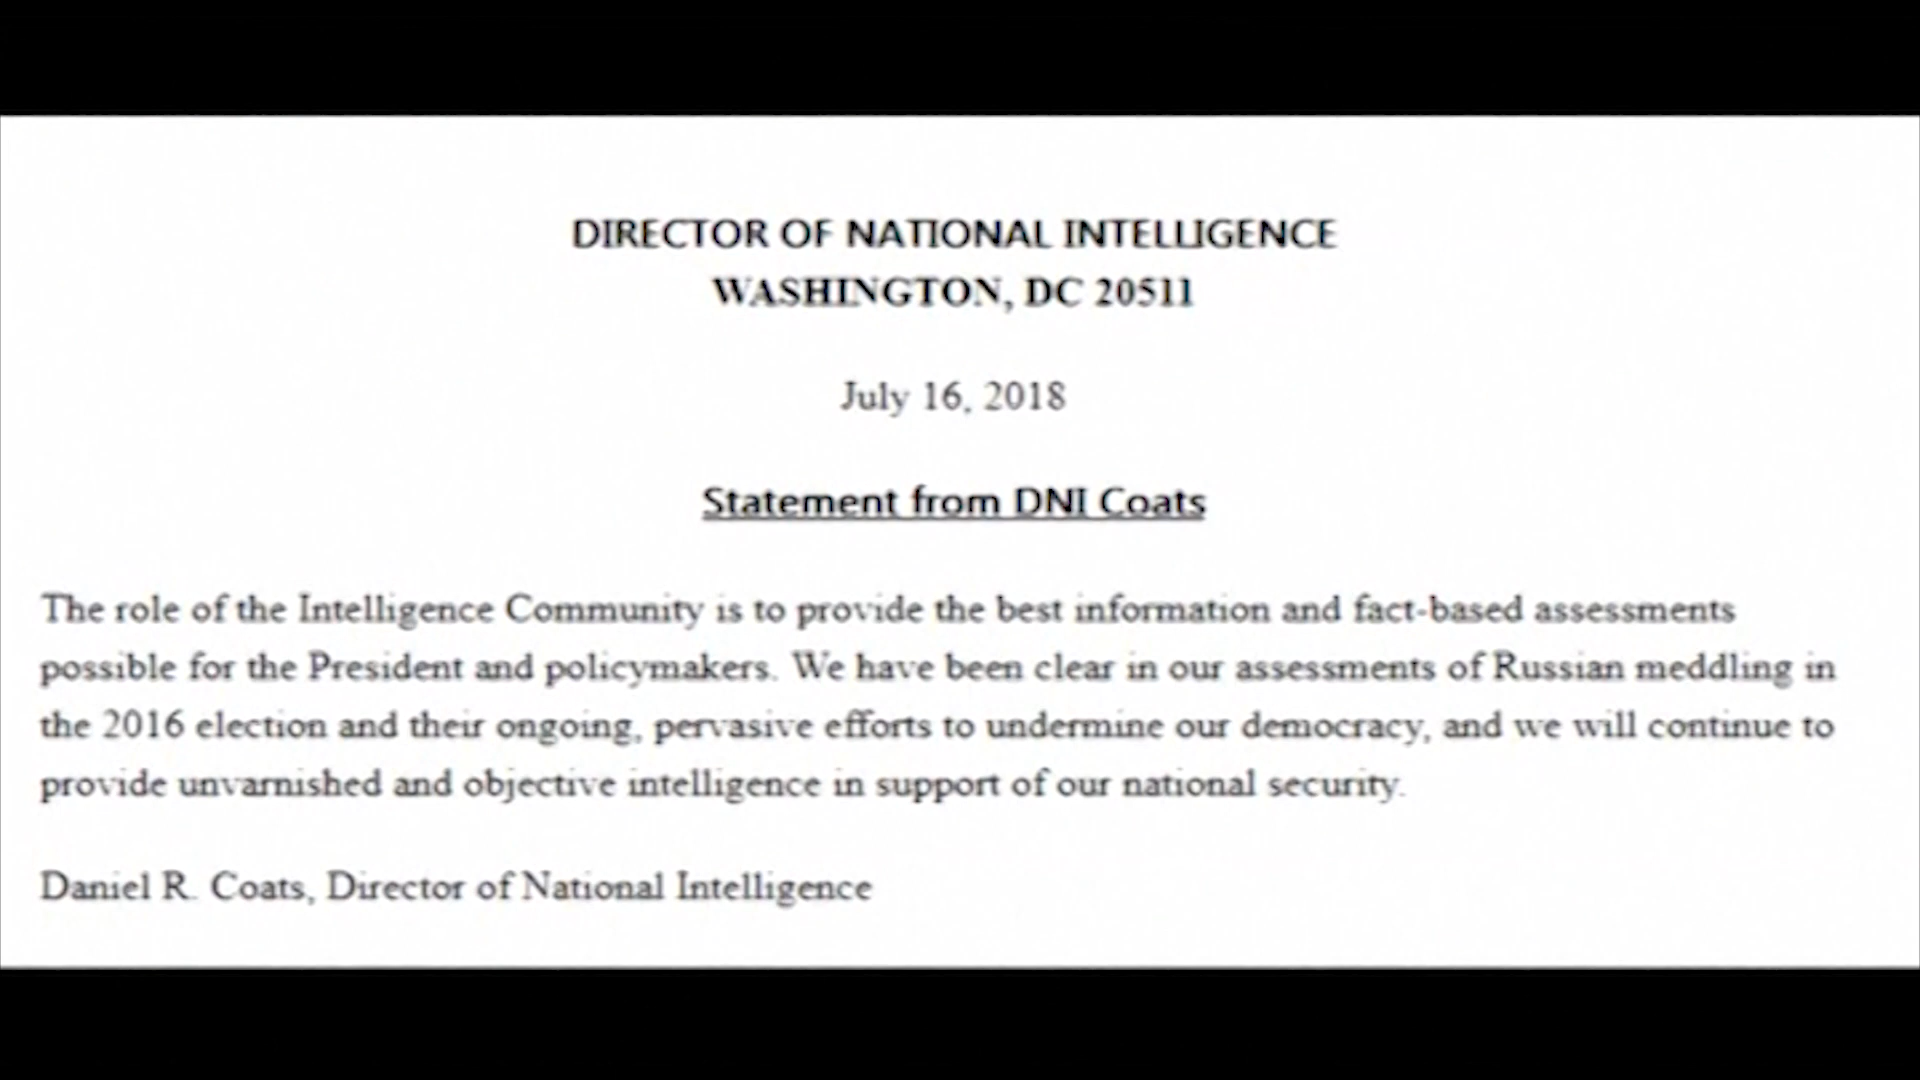 DIRECTOR OF NATIONAL INTELLIGENCE
WASHINGTON, DC 20511
July 16, 2018
Statement from DNI Coats
The role of the Intelligence Community is to provide the best information and fact-based assessments
possible for the President and policymakers. We have been clear in our assessments of Russian meddling in
the 2016 election and their ongoing, pervasive efforts to undermine our democracy, and we will continue to
provide unvarnished and objective intelligence in support of our national security.
Daniel R. Coats, Director of National Intelligence